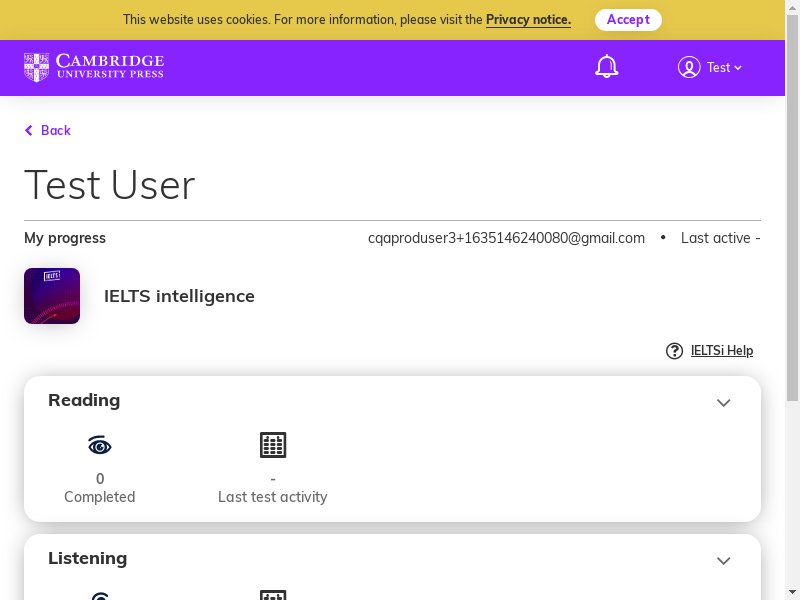 This website uses cookies. For more information, please visit the Privacy notice. Accept
CAMBRIDGE
UNIVERSITY PRESS
Test
Back
Test User
My progress cqaproduser3+1635146240080@gmail.com • Last active -
IELTS
IELTS intelligence
IELTSi Help
Reading
0 -
Completed Last test activity
Listening